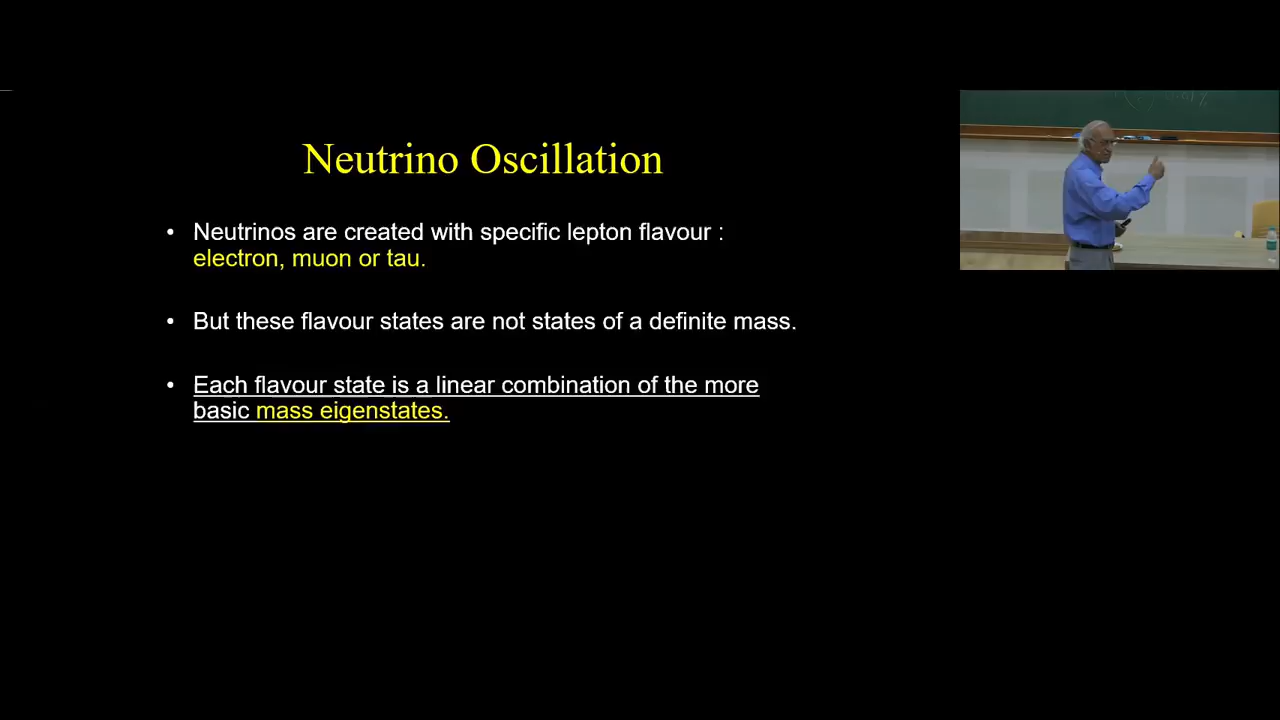 Neutrino Oscillation
• Neutrinos are created with specific lepton flavour :
electron, muon or tau.
• But these flavour states are not states of a definite mass.
• Each flavour state is a linear combination of the more
basic mass eigenstates.